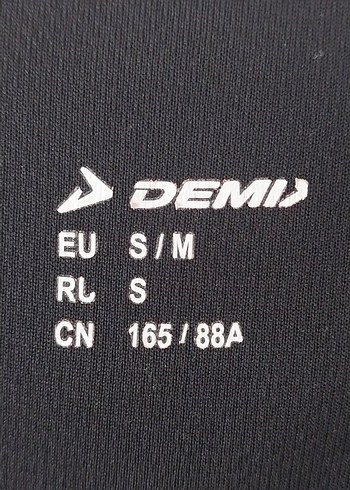 DEMIX
EU S / M
RU S
CN 165 / 88A